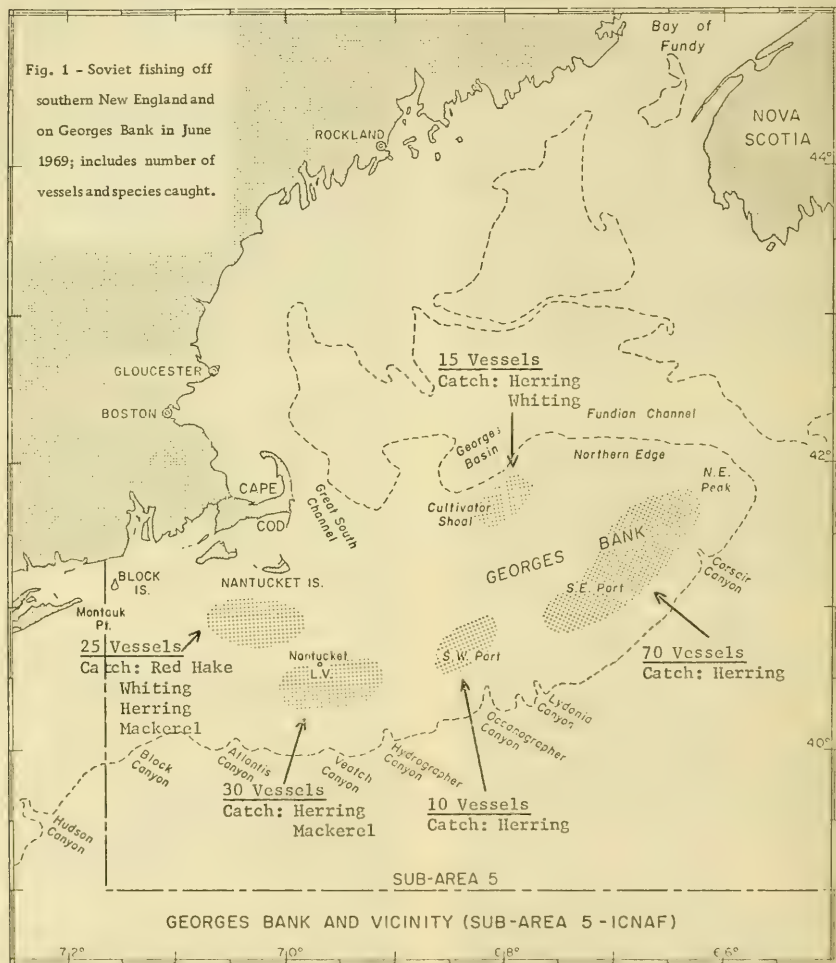 Fig. 1 - Soviet fishing off
southern New England and
on Georges Bank in June
1969; includes number of
vessels and species caught.
Bay of
Fundy
NOVA
SCOTIA
ROCKLAND
44°
GLOUCESTER
BOSTON
15 Vessels
Catch: Herring
Whiting
Fundian Channel
42°
Georges
Basin
Northern Edge
N.E.
Peak
CAPE
COD
Great South
Channel
Cultivator
Shoal
GEORGES BANK
Corsair
Canyon
BLOCK
IS.
NANTUCKET IS.
S.E. Part
Montauk
Pt.
25 Vessels
Catch: Red Hake
Whiting
Herring
Mackerel
Nantucket
L.V.
S.W. Part
70 Vessels
Catch: Herring
Lydonia
Canyon
Oceanographer
Canyon
Hydrographer
Canyon
Veatch
Canyon
Atlantis
Canyon
Block
Canyon
40°
30 Vessels
Catch: Herring
Mackerel
10 Vessels
Catch: Herring
Hudson
Canyon
SUB-AREA 5
GEORGES BANK AND VICINITY (SUB-AREA 5-ICNAF)
72°
70°
68°
66°